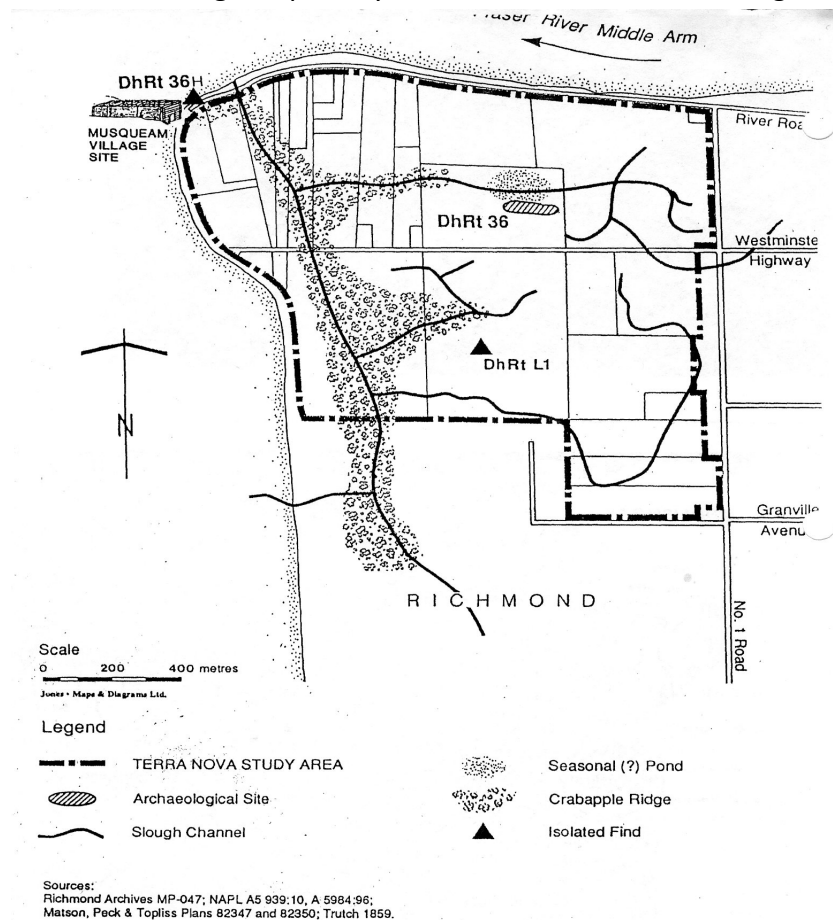 Fraser River Middle Arm
DhRt 36H
MUSQUEAM
VILLAGE
SITE
River Roa
DhRt 36
Westminste
Highway
DhRt L1
N
Granville
Avenu
RICHMOND
No. 1 Road
Scale
0 200 400 metres
Jones • Maps & Diagrams Ltd.
Legend
TERRA NOVA STUDY AREA
Seasonal (?) Pond
Archaeological Site
Crabapple Ridge
Slough Channel
Isolated Find
Sources:
Richmond Archives MP-047; NAPL A5 939:10, A 5984:96;
Matson, Peck & Topliss Plans 82347 and 82350; Trutch 1859.